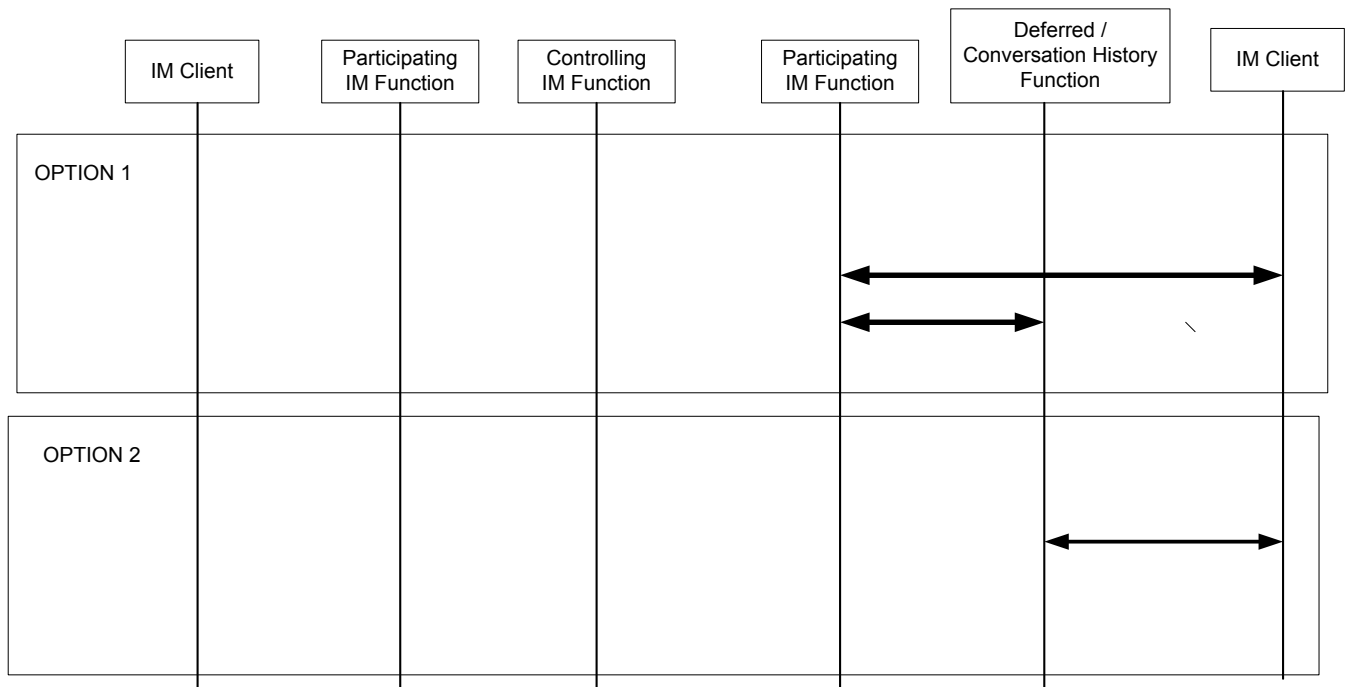 IM Client
Participating
IM Function
Controlling
IM Function
Participating
IM Function
Deferred /
Conversation History
Function
IM Client
OPTION 1
OPTION 2